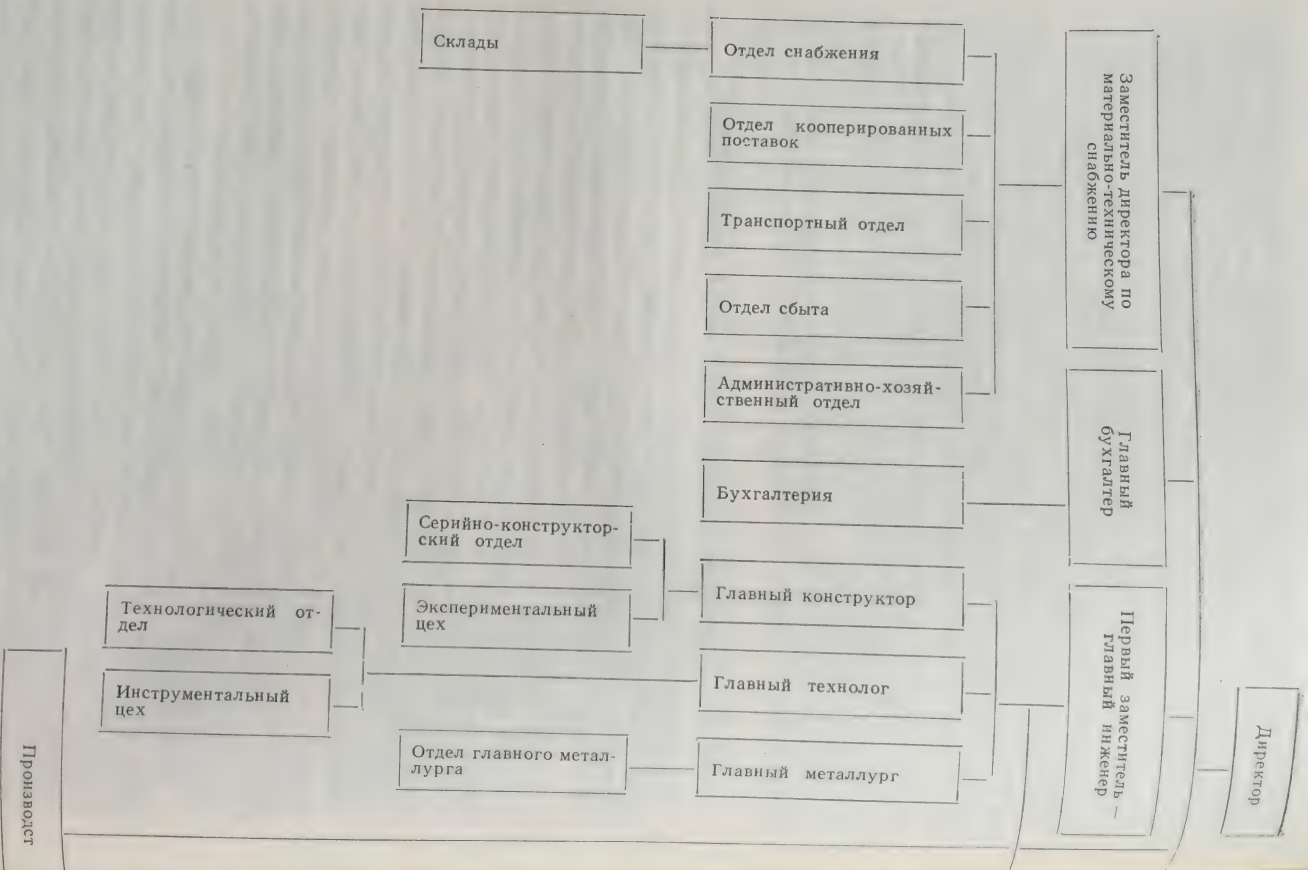 Склады
Отдел снабжения
Отдел кооперированных
поставок
Транспортный отдел
Отдел сбыта
Административно-хозяй-
ственный отдел
Заместитель директора по
материально-техническому
снабжению
Бухгалтерия
Главный
бухгалтер
Серийно-конструктор-
ский отдел
Экспериментальный
цех
Главный конструктор
Технологический от-
дел
Инструментальный
цех
Главный технолог
Отдел главного метал-
лурга
Главный металлург
Первый заместитель —
главный инженер
Директор
Производст